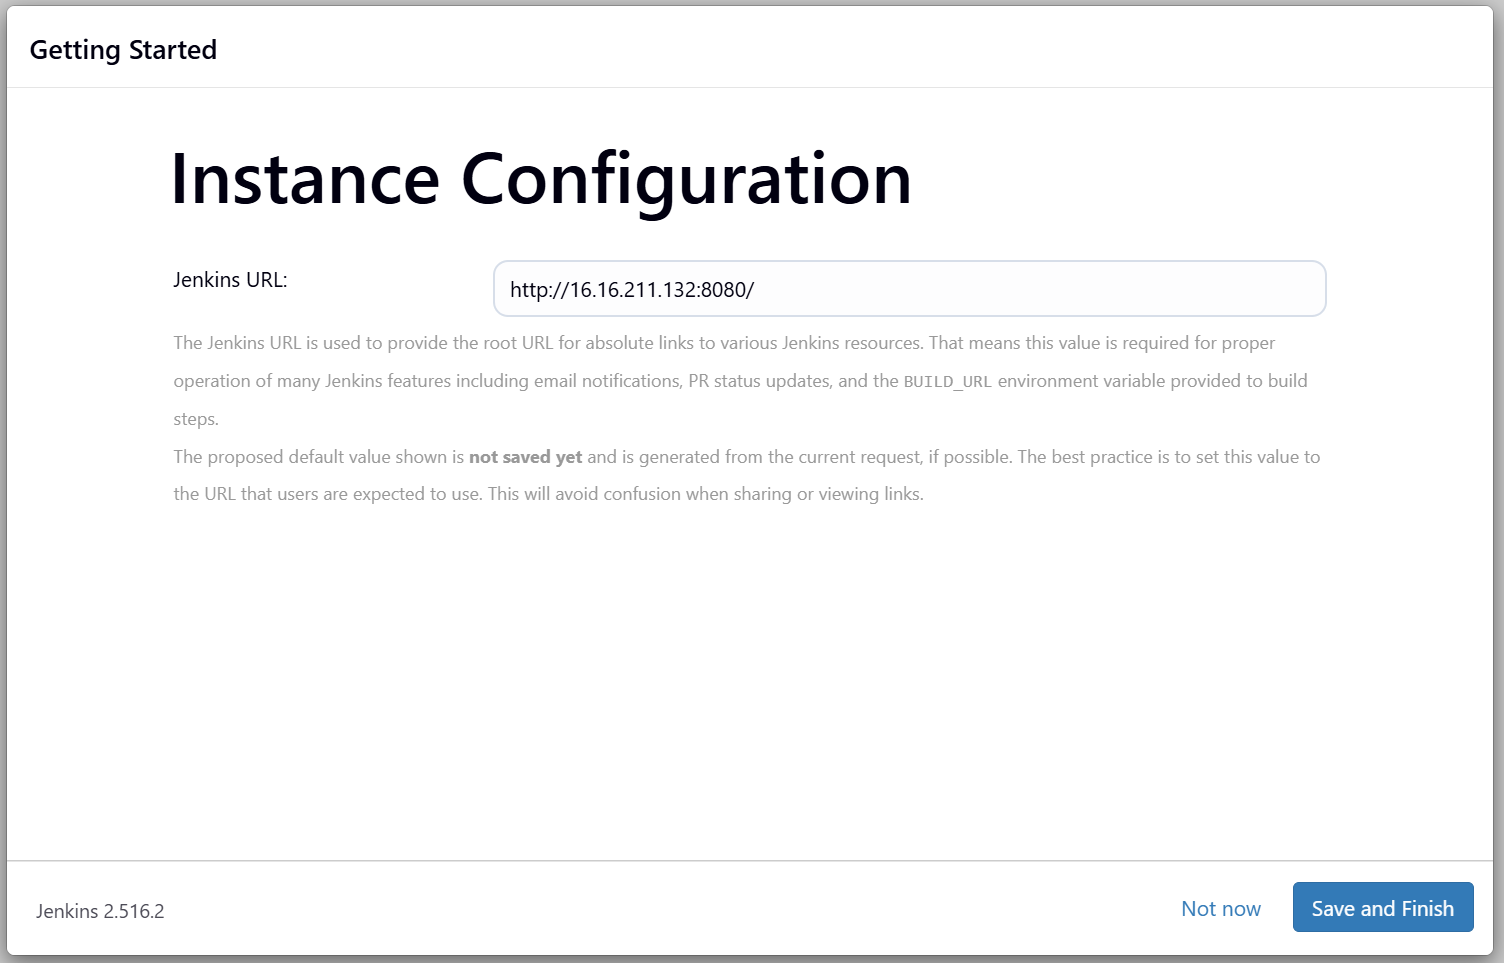 Getting Started
Instance Configuration
Jenkins URL:
http://16.16.211.132:8080/
The Jenkins URL is used to provide the root URL for absolute links to various Jenkins resources. That means this value is required for proper
operation of many Jenkins features including email notifications, PR status updates, and the BUILD_URL environment variable provided to build
steps.
The proposed default value shown is not saved yet and is generated from the current request, if possible. The best practice is to set this value to
the URL that users are expected to use. This will avoid confusion when sharing or viewing links.
Jenkins 2.516.2
Not now
Save and Finish